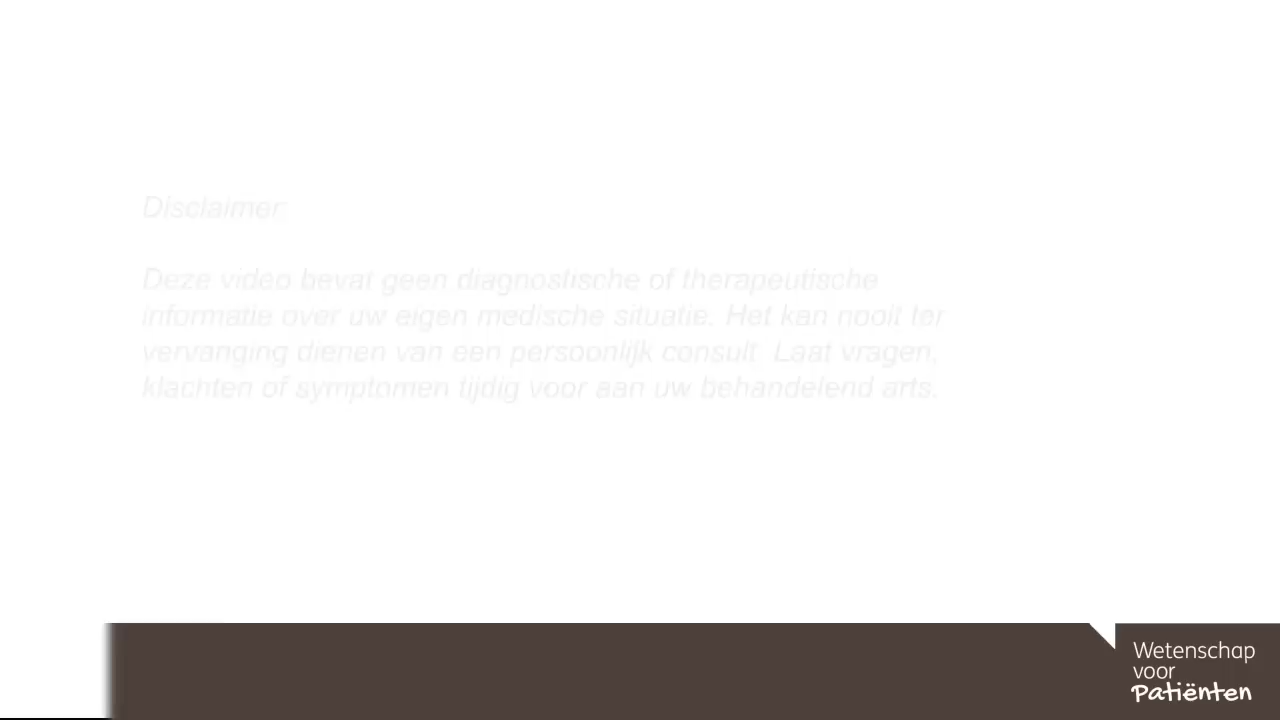 Disclaimer
Deze video bevat geen diagnostische of therapeutische
informatie over uw eigen medische situatie. Het kan nooit ter
vervanging dienen van een persoonlijk consult. Laat vragen,
klachten of symptomen tijdig voor aan uw behandelend arts.
Wetenschap
voor
Patiënten